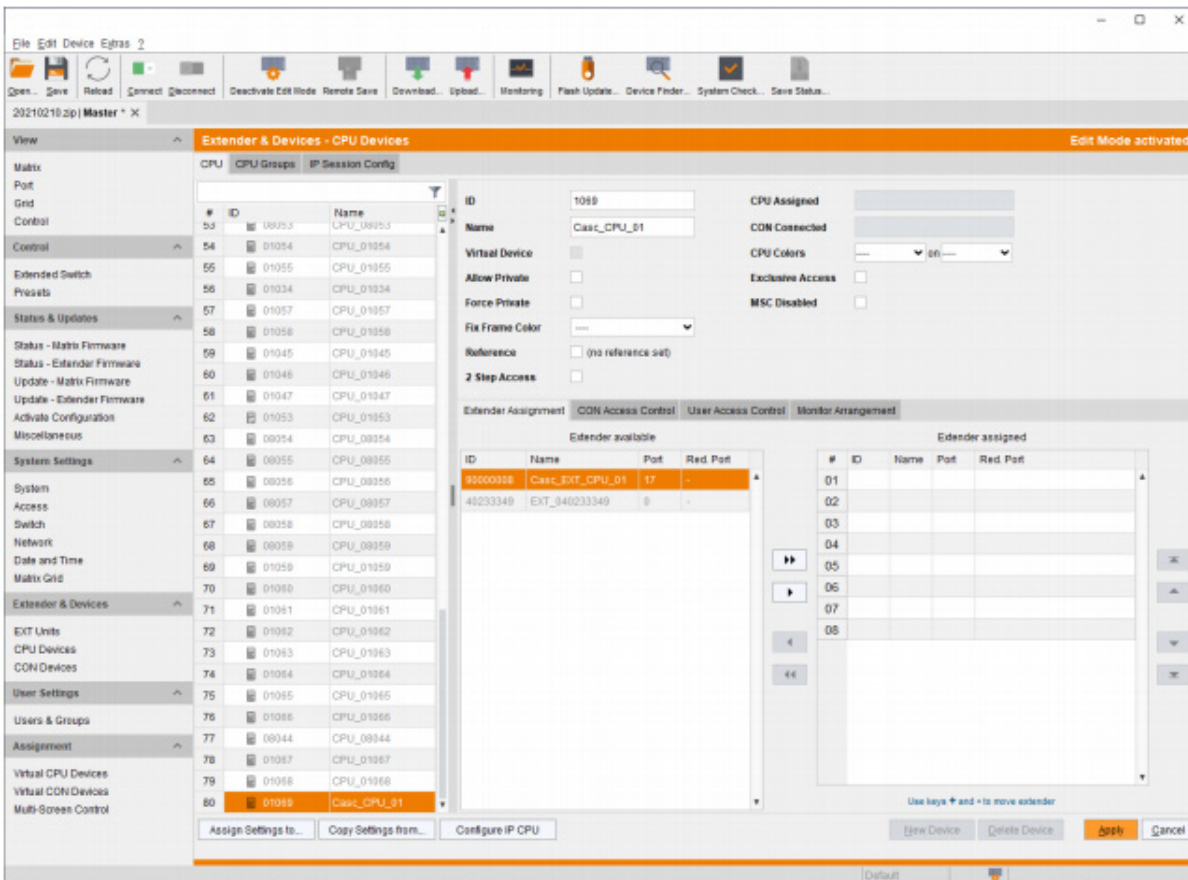 File Edit Device Extras ?
Open... Save Reload Connect Disconnect Deactivate Edit Mode Remote Save Download... Upload... Monitoring Flash Update... Device Finder... System Check... Save Status...
20210210.zip | Master *
Extender & Devices - CPU Devices Edit Mode activated
CPU CPU Groups IP Session Config
View
Matrix
Port
Grid
Control
Control
Extended Switch
Presets
Status & Updates
Status - Matrix Firmware
Status - Extender Firmware
Update - Matrix Firmware
Update - Extender Firmware
Activate Configuration
Miscellaneous
System Settings
System
Access
Switch
Network
Date and Time
Matrix Grid
Extender & Devices
EXT Units
CPU Devices
CON Devices
User Settings
Users & Groups
Assignment
Virtual CPU Devices
Virtual CON Devices
Multi-Screen Control
# ID Name
53 08053 CPU_08053
54 01054 CPU_01054
55 01055 CPU_01055
56 01034 CPU_01034
57 01057 CPU_01057
58 01058 CPU_01058
59 01045 CPU_01045
60 01046 CPU_01046
61 01047 CPU_01047
62 01053 CPU_01053
63 08054 CPU_08054
64 08055 CPU_08055
65 08056 CPU_08056
66 08057 CPU_08057
67 08058 CPU_08058
68 08059 CPU_08059
69 01059 CPU_01059
70 01060 CPU_01060
71 01061 CPU_01061
72 01062 CPU_01062
73 01063 CPU_01063
74 01064 CPU_01064
75 01065 CPU_01065
76 01066 CPU_01066
77 08044 CPU_08044
78 01067 CPU_01067
79 01068 CPU_01068
80 01069 Casc_CPU_01
ID 1069 CPU Assigned
Name Casc_CPU_01 CON Connected
Virtual Device CPU Colors ---- on ----
Allow Private Exclusive Access
Force Private MSC Disabled
Fix Frame Color ----
Reference (no reference set)
2 Step Access
Extender Assignment CON Access Control User Access Control Monitor Arrangement
Extender available
ID Name Port Red. Port
90000008 Casc_EXT_CPU_01 17 -
40233349 EXT_040233349 0 -
Extender assigned
# ID Name Port Red. Port
01
02
03
04
05
06
07
08
Use keys + and - to move extender
Assign Settings to... Copy Settings from... Configure IP CPU New Device Delete Device Apply Cancel
Default